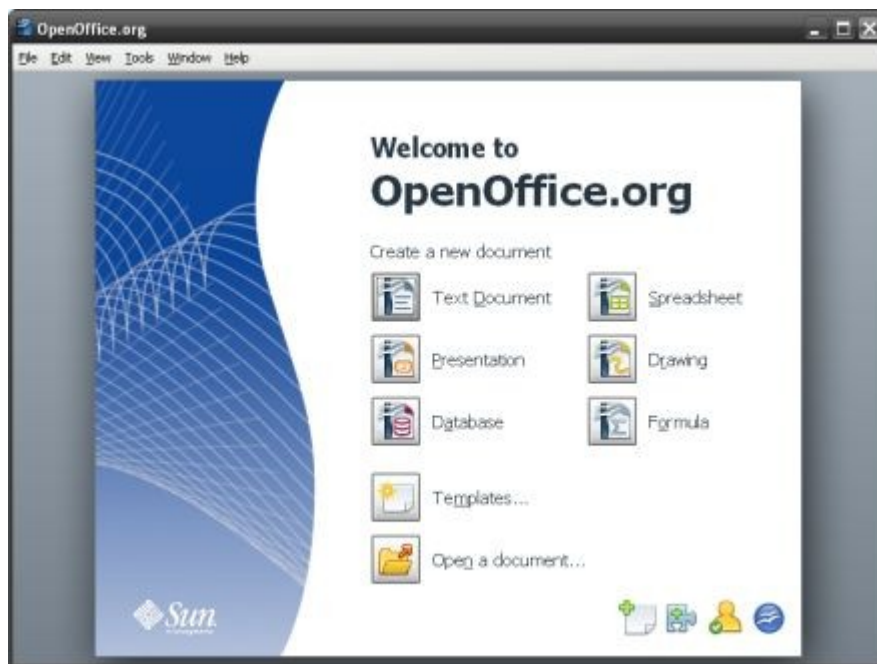 OpenOffice.org
File Edit View Tools Window Help
Welcome to
OpenOffice.org
Create a new document
Text Document Spreadsheet
Presentation Drawing
Database Formula
Templates...
Open a document...
Sun